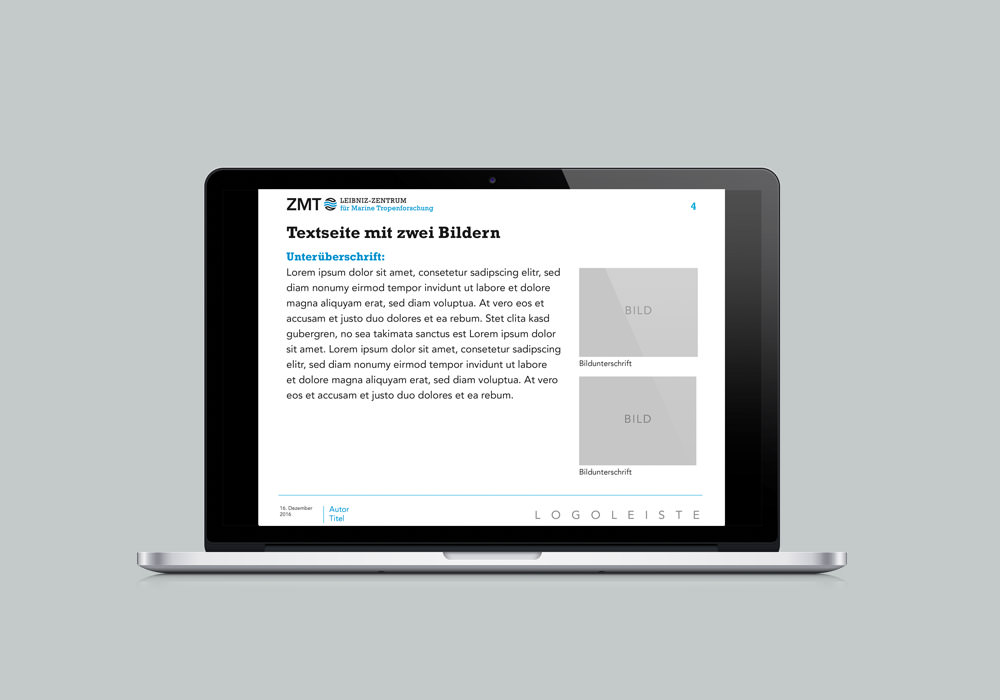 ZMT LEIBNIZ-ZENTRUM
für Marine Tropenforschung
4
Textseite mit zwei Bildern
Unterüberschrift:
Lorem ipsum dolor sit amet, consetetur sadipscing elitr, sed
diam nonumy eirmod tempor invidunt ut labore et dolore
magna aliquyam erat, sed diam voluptua. At vero eos et
accusam et justo duo dolores et ea rebum. Stet clita kasd
gubergren, no sea takimata sanctus est Lorem ipsum dolor
sit amet. Lorem ipsum dolor sit amet, consetetur sadipscing
elitr, sed diam nonumy eirmod tempor invidunt ut labore
et dolore magna aliquyam erat, sed diam voluptua. At vero
eos et accusam et justo duo dolores et ea rebum.
BILD
Bildunterschrift
BILD
Bildunterschrift
16. Dezember
2016
Autor
Titel
LOGOLEISTE